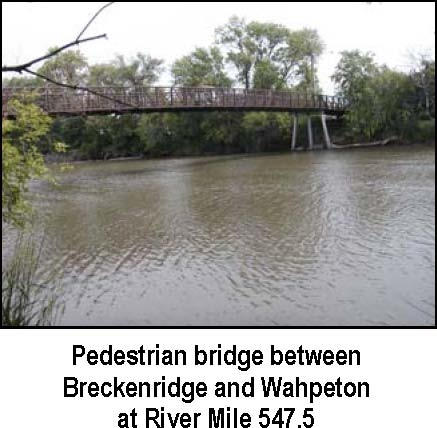 Pedestrian bridge between
Breckenridge and Wahpeton
at River Mile 547.5